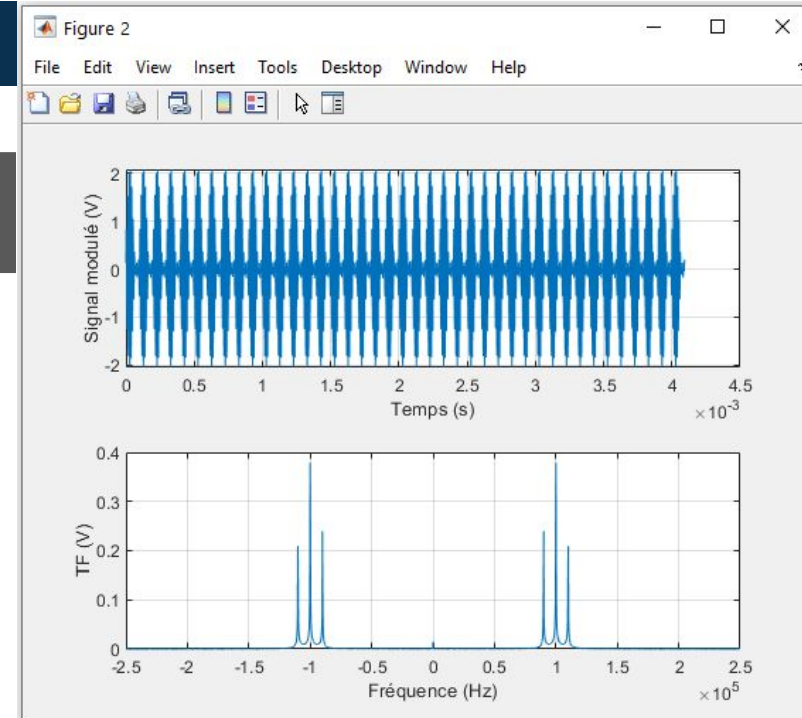 Figure 2
File Edit View Insert Tools Desktop Window Help
2
1
0
-1
-2
Signal modulé (V)
0 0.5 1 1.5 2 2.5 3 3.5 4 4.5
Temps (s)
×10-3
0.4
0.3
0.2
0.1
0
TF (V)
-2.5 -2 -1.5 -1 -0.5 0 0.5 1 1.5 2 2.5
Fréquence (Hz)
×105